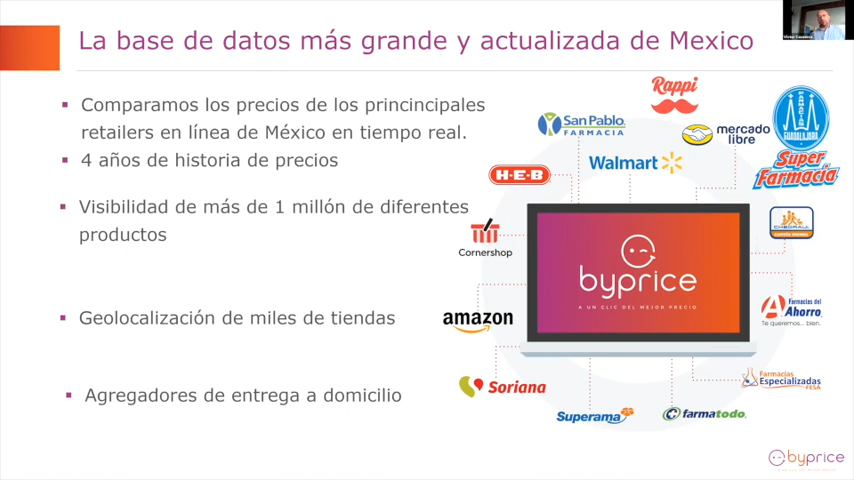 La base de datos más grande y actualizada de Mexico
Comparamos los precios de los princincipales
retailers en línea de México en tiempo real.
4 años de historia de precios
Visibilidad de más de 1 millón de diferentes
productos
Geolocalización de miles de tiendas
Agregadores de entrega a domicilio
Rappi
San Pablo
FARMACIA
mercado
libre
GUADALAJARA
Super
Farmacia
Walmart
H-E-B
Cornershop
CHEDRAUI
byprice
A UN CLIC DEL MEJOR PRECIO
amazon
Farmacias del
Ahorro
Te queremos... bien.
Farmacias
Especializadas
FESA
Soriana
Superama
farmatodo
byprice